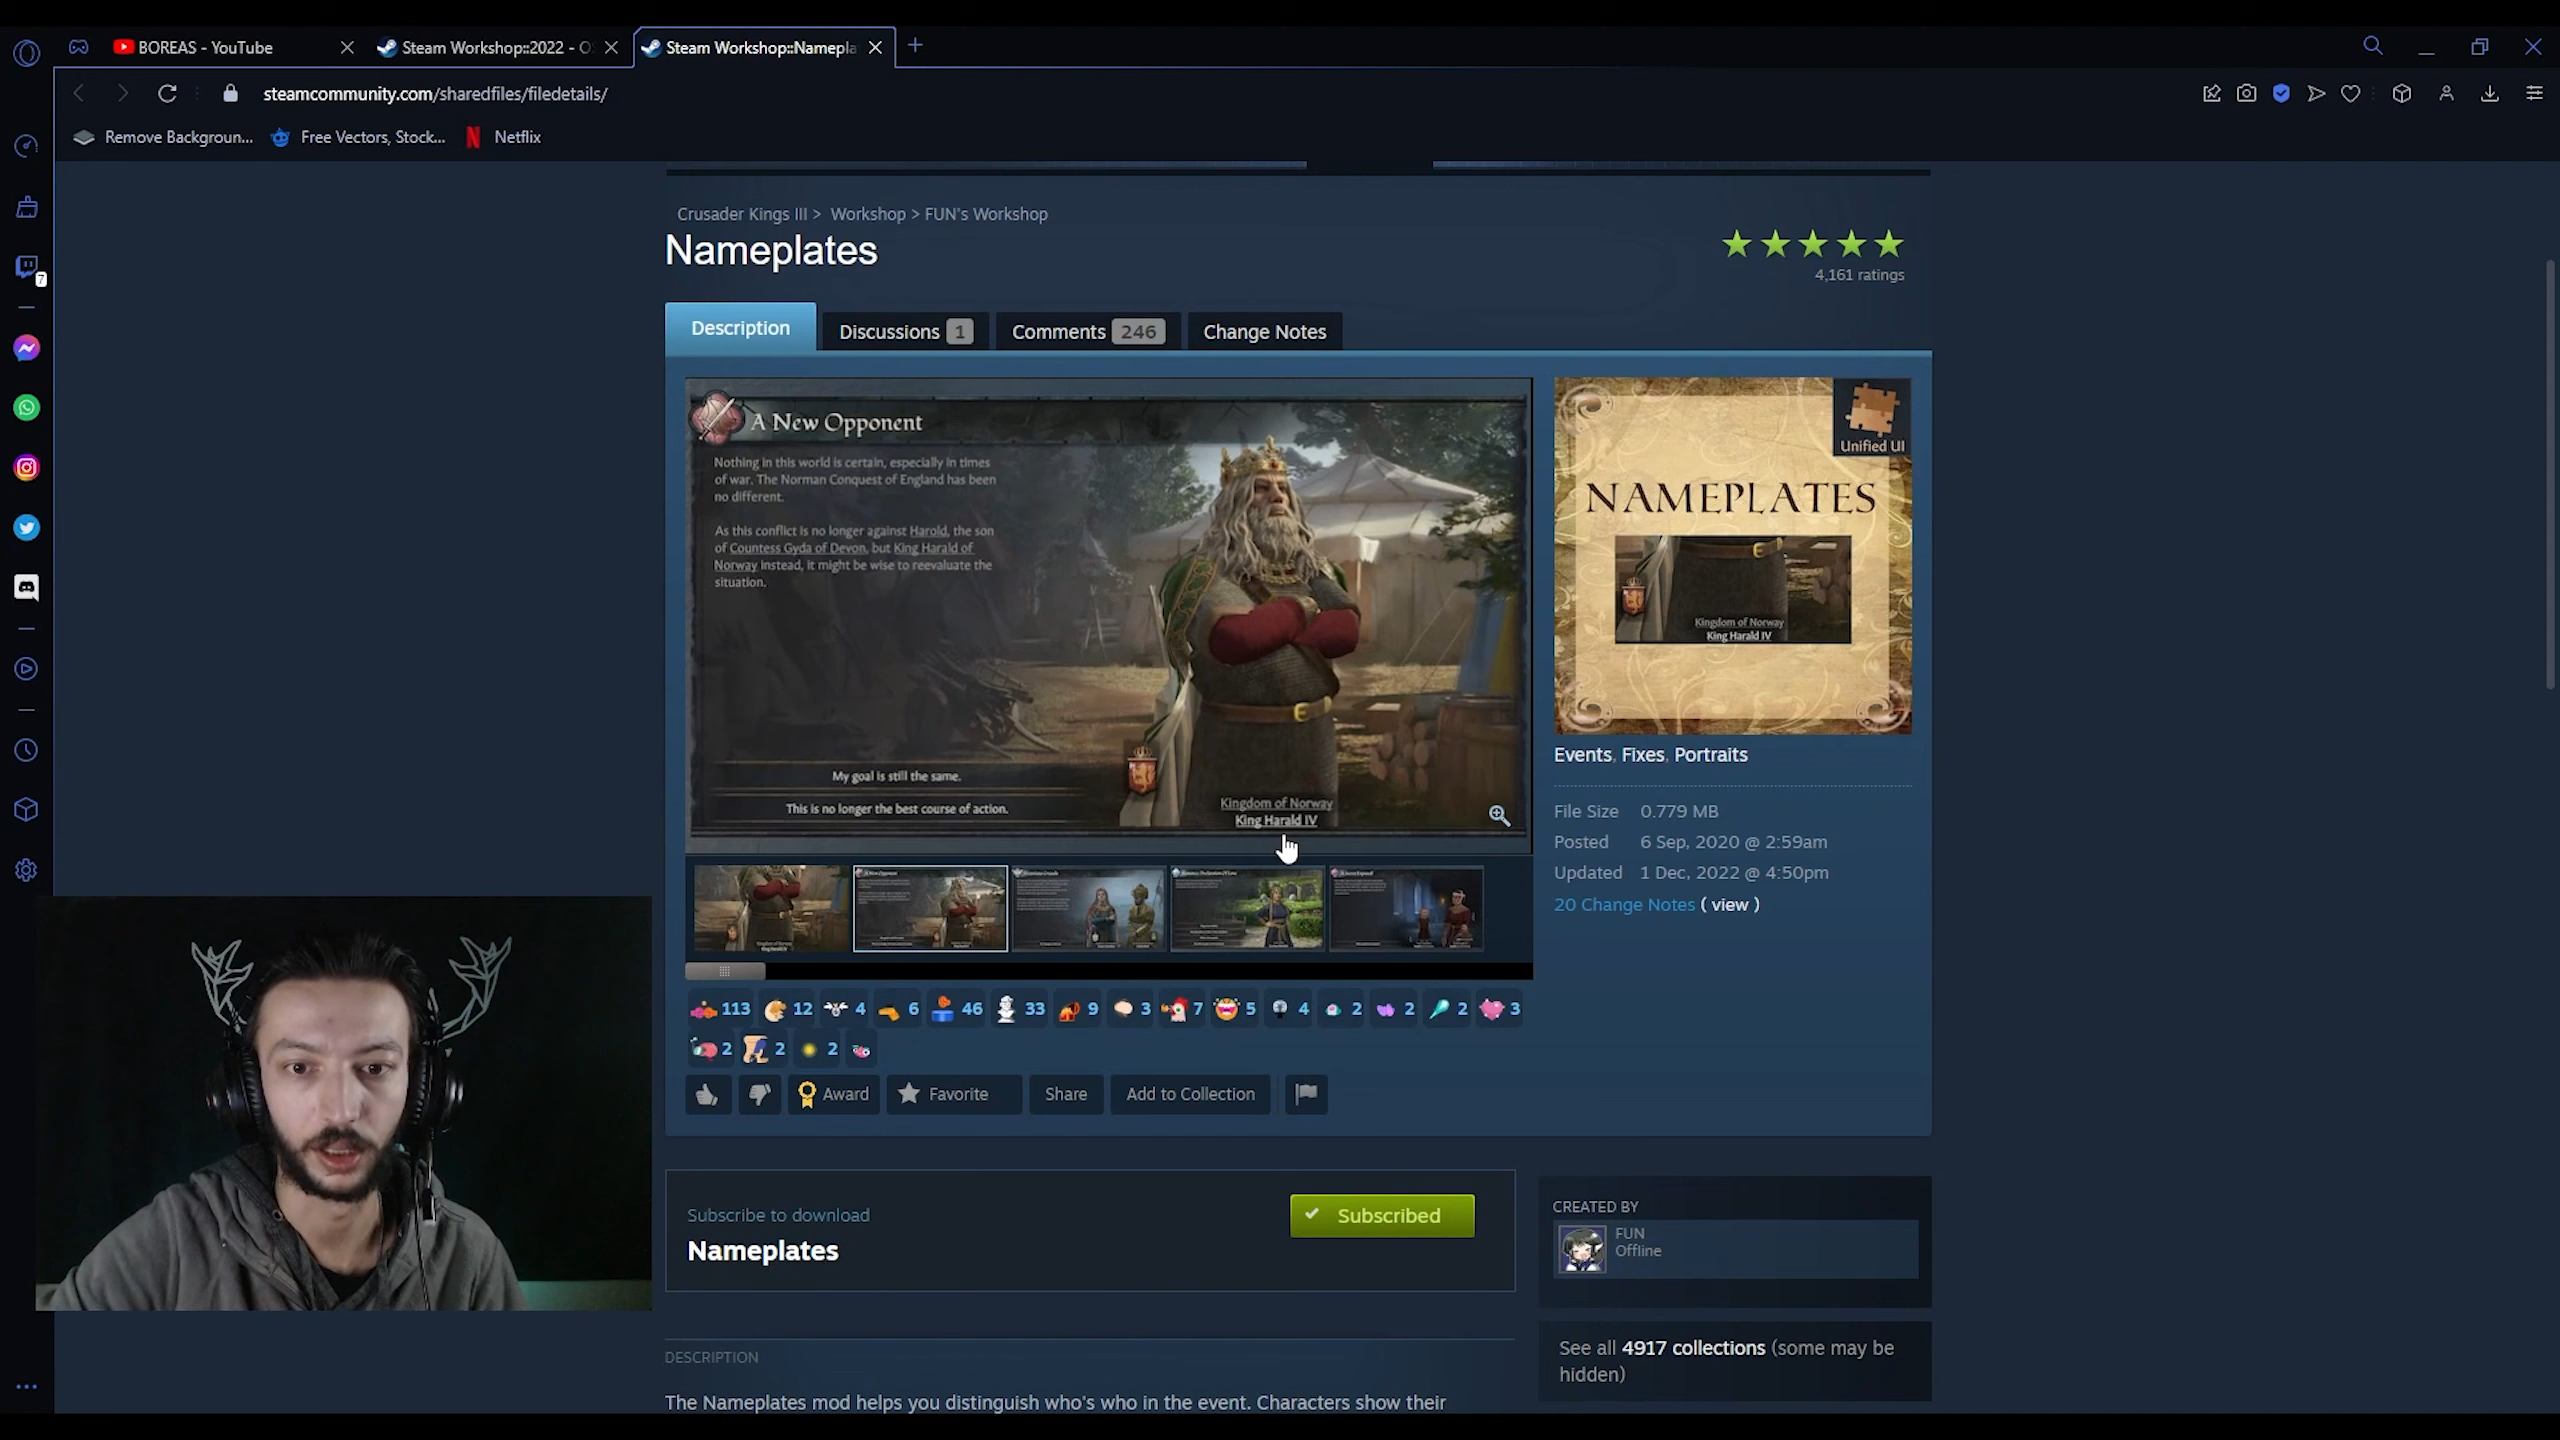 BOREAS - YouTube
Steam Workshop::2022 - O
Steam Workshop::Namepla
steamcommunity.com/sharedfiles/filedetails/
Remove Backgroun...
Free Vectors, Stock...
Netflix
7
Crusader Kings III > Workshop > FUN's Workshop
Nameplates
4,161 ratings
Description
Discussions 1
Comments 246
Change Notes
A New Opponent
Nothing in this world is certain, especially in times
of war. The Norman Conquest of England has been
no different.
As this conflict is no longer against Harold, the son
of Countess Gyda of Devon, but King Harald of
Norway instead, it might be wise to reevaluate the
situation.
My goal is still the same.
This is no longer the best course of action.
Kingdom of Norway
King Harald IV
Unified UI
NAMEPLATES
Kingdom of Norway
King Harald IV
Events, Fixes, Portraits
File Size 0.779 MB
Posted 6 Sep, 2020 @ 2:59am
Updated 1 Dec, 2022 @ 4:50pm
20 Change Notes ( view )
113 12 4 6 46 33 9 3 7 5 4 2 2 2 3
2 2 2
Award
Favorite
Share
Add to Collection
Subscribe to download
Nameplates
Subscribed
CREATED BY
FUN
Offline
See all 4917 collections (some may be
hidden)
DESCRIPTION
The Nameplates mod helps you distinguish who's who in the event. Characters show their